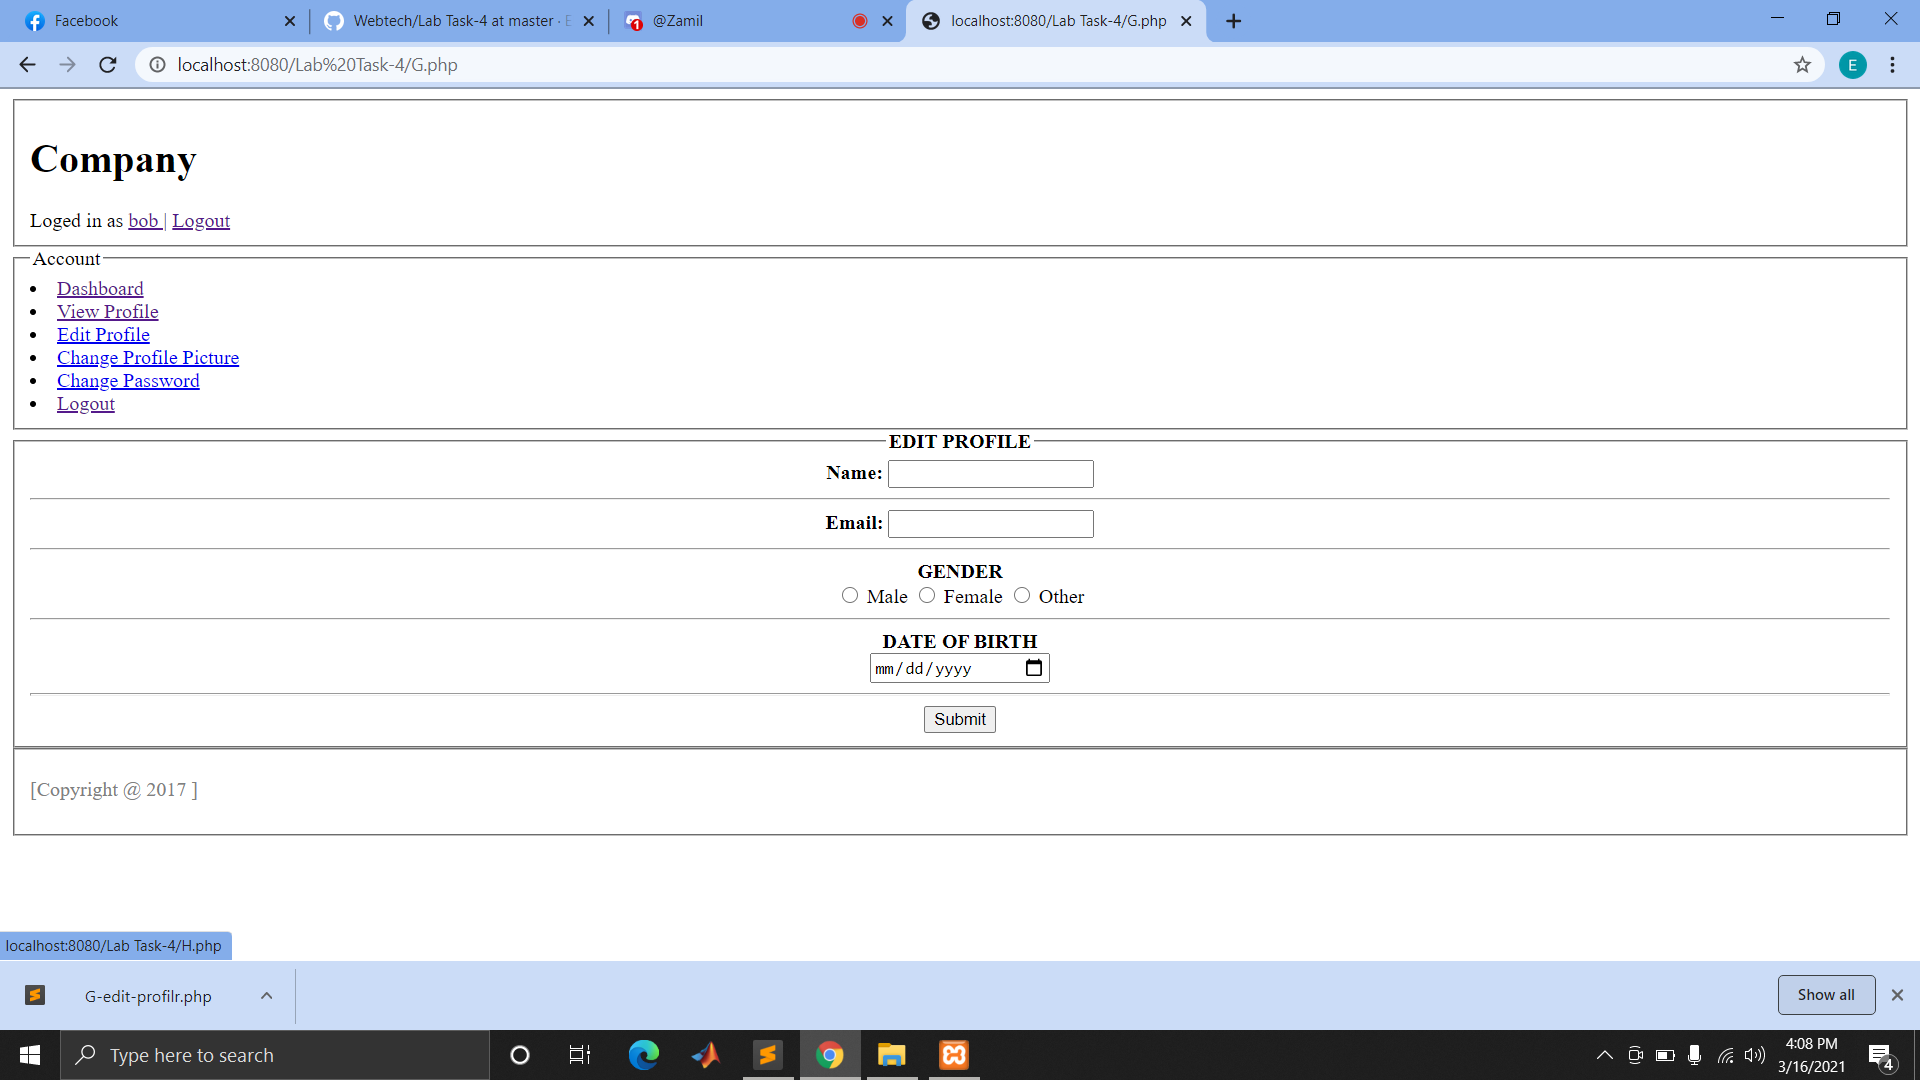 Facebook
Webtech/Lab Task-4 at master ·
@Zamil
localhost:8080/Lab Task-4/G.php
localhost:8080/Lab%20Task-4/G.php
E
Company
Loged in as bob | Logout
Account
Dashboard
View Profile
Edit Profile
Change Profile Picture
Change Password
Logout
EDIT PROFILE
Name:
Email:
GENDER
Male Female Other
DATE OF BIRTH
mm/dd/yyyy
Submit
[Copyright @ 2017 ]
localhost:8080/Lab Task-4/H.php
G-edit-profilr.php
Show all
Type here to search
4:08 PM
3/16/2021
4